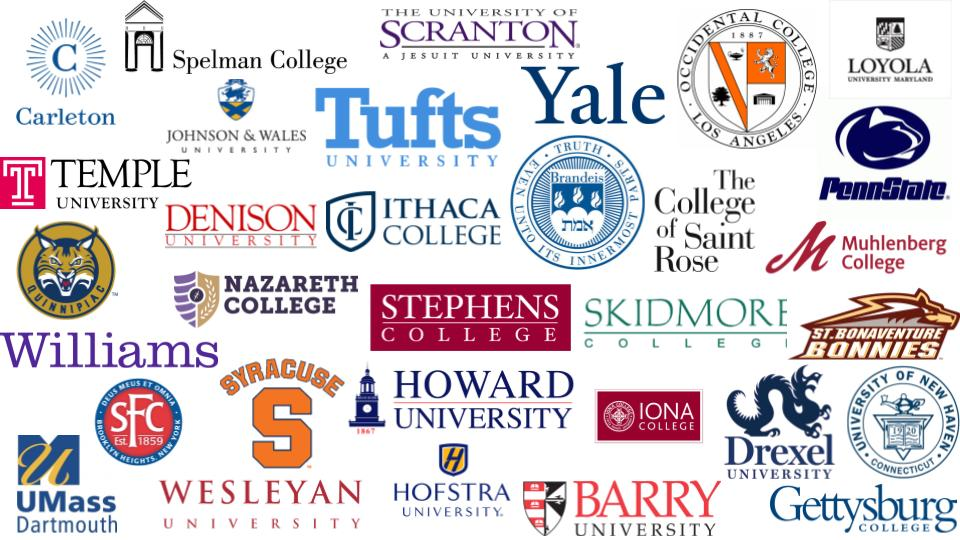 THE UNIVERSITY OF
SCRANTON
A JESUIT UNIVERSITY
C
Carleton
Spelman College
OCCIDENTAL COLLEGE
1887
LOS ANGELES
LOYOLA
UNIVERSITY MARYLAND
JOHNSON & WALES
UNIVERSITY
Tufts
UNIVERSITY
Yale
PennState
T TEMPLE
UNIVERSITY
DENISON
UNIVERSITY
IC ITHACA
COLLEGE
TRUTH
EVEN UNTO ITS INNERMOST PARTS
Brandeis
אמת
The
College
of Saint
Rose
M Muhlenberg
College
QUINNIPIAC
NAZARETH
COLLEGE
STEPHENS
COLLEGE
SKIDMORE
COLLEGE
ST. BONAVENTURE
BONNIES
Williams
DEUS MEUS ET OMNIA
SFC
Est. 1859
BROOKLYN HEIGHTS, NEW YORK
SYRACUSE
S
1867
HOWARD
UNIVERSITY
IONA
COLLEGE
Drexel
UNIVERSITY
UNIVERSITY OF NEW HAVEN
1920
CONNECTICUT
U
UMass
Dartmouth
WESLEYAN
UNIVERSITY
H
HOFSTRA
UNIVERSITY
BARRY
UNIVERSITY
Gettysburg
COLLEGE